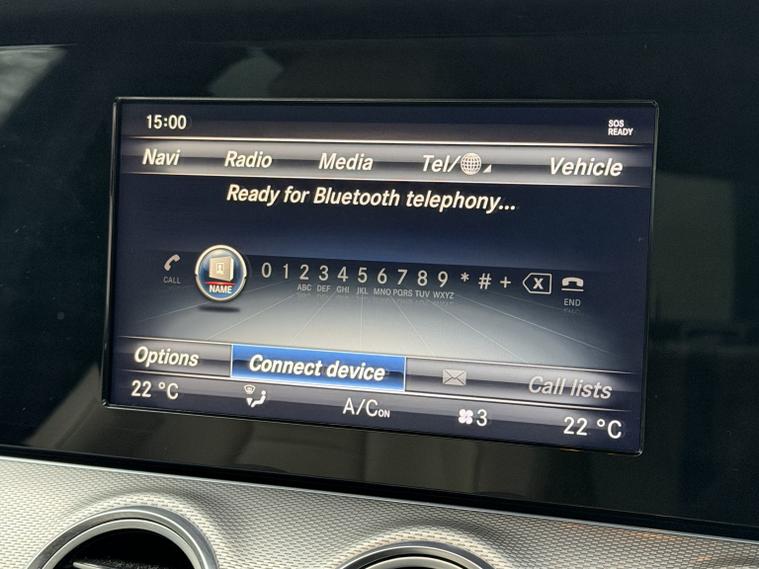 15:00
SOS
READY
Navi Radio Media Tel/ Vehicle
Ready for Bluetooth telephony...
CALL
NAME
0 1 2 3 4 5 6 7 8 9 * # +
ABC DEF GHI JKL MNO PQRS TUV WXYZ
X
END
Options Connect device Call lists
22 °C A/C ON 3 22 °C